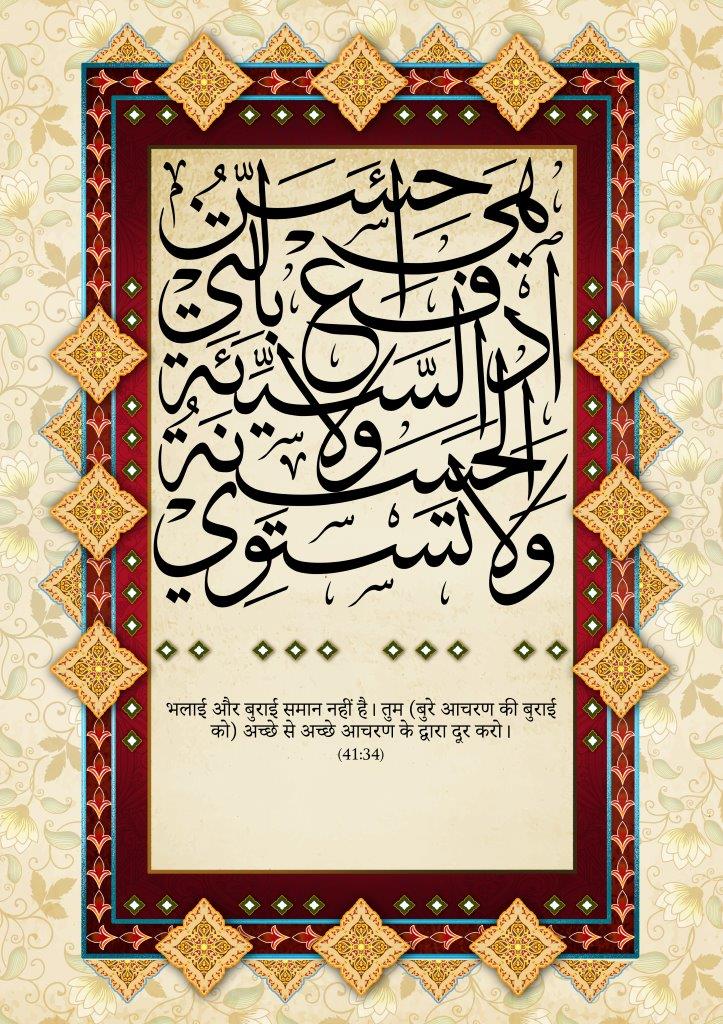 ولا تستوي
الحسنة
ولا السيئة
ادفع بالتي
هي أحسن
भलाई और बुराई समान नहीं है। तुम (बुरे आचरण की बुराई
को) अच्छे से अच्छे आचरण के द्वारा दूर करो।
(41:34)